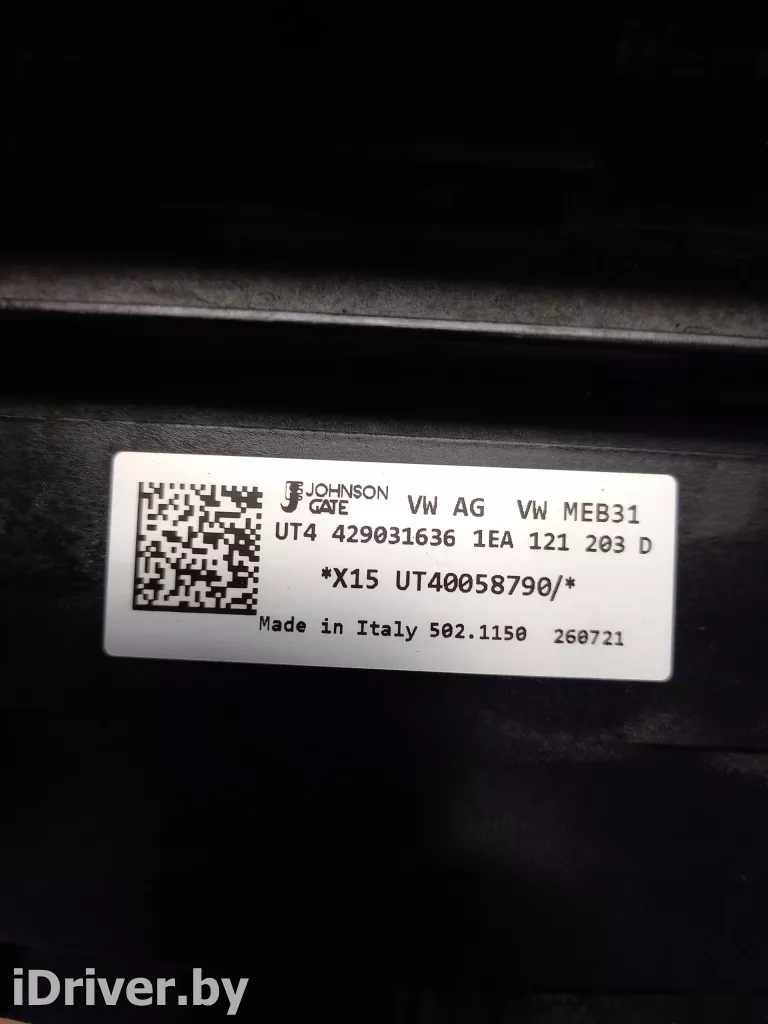 JOHNSON
GATE
VW AG VW MEB31
UT4 429031636 1EA 121 203 D
*X15 UT40058790/*
Made in Italy 502.1150 260721
iDriver.by